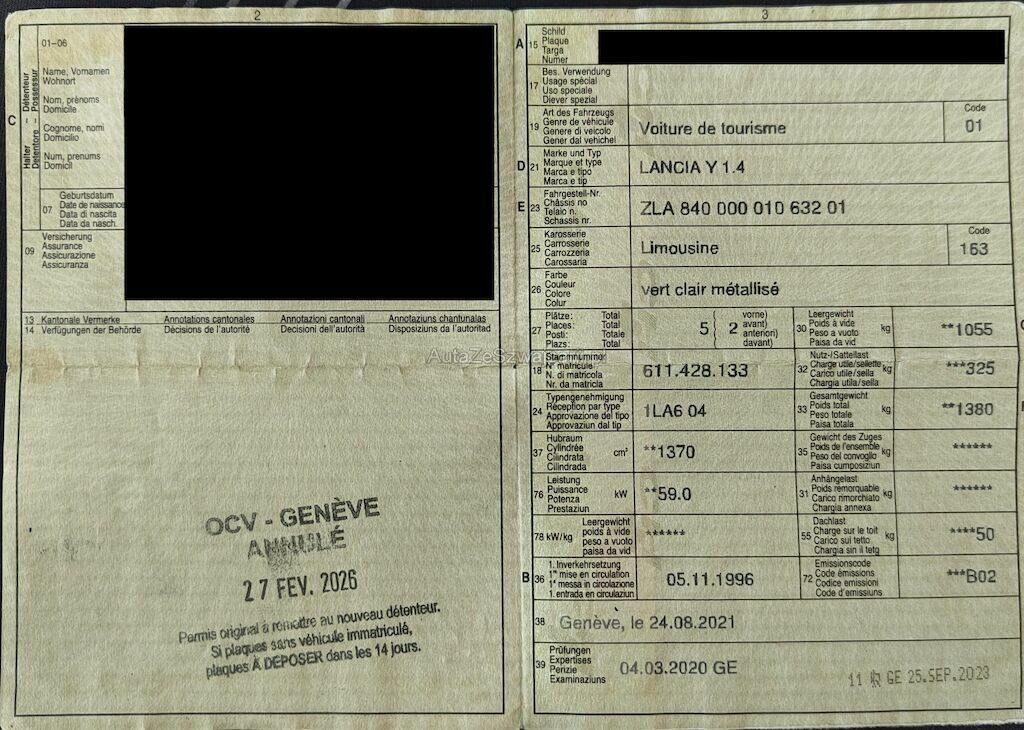 2
01–06
C
Halter – Détenteur
Detentore – Possessur
Name, Vornamen
Wohnort
Nom, prénoms
Domicile
Cognome, nomi
Domicilio
Num, prenums
Domicil
07
Geburtsdatum
Date de naissance
Data di nascita
Data da nasch.
09
Versicherung
Assurance
Assicurazione
Assicuranza
13 Kantonale Vermerke Annotations cantonales Annotazioni cantonali Annotaziuns chantunalas
14 Verfügungen der Behörde Décisions de l'autorité Decisioni dell'autorità Disposiziuns da l'autoritad
AutaZeSzwa
OCV - GENÈVE
ANNULÉ
27 FEV. 2026
Permis original à remettre au nouveau détenteur.
Si plaques sans véhicule immatriculé,
plaques À DEPOSER dans les 14 jours.
3
A 15
Schild
Plaque
Targa
Numer
17
Bes. Verwendung
Usage spécial
Uso speciale
Diever spezial
19
Art des Fahrzeugs
Genre de véhicule
Genere di veicolo
Gener dal vehichel
Voiture de tourisme
Code
01
D 21
Marke und Typ
Marque et type
Marca e tipo
Marca e tip
LANCIA Y 1.4
E 23
Fahrgestell-Nr.
Châssis no
Telaio n.
Schassis nr.
ZLA 840 000 010 632 01
25
Karosserie
Carrosserie
Carrozzeria
Carossaria
Limousine
Code
163
26
Farbe
Couleur
Colore
Colur
vert clair métallisé
27
Plätze: Total
Places: Total
Posti: Totale
Plazs: Total
5 { 2
vorne)
avant)
anteriori)
davant)
30
Leergewicht
Poids à vide
Peso a vuoto
Paisa da vid
kg
**1055
18
Stammnummer
N° matricule
N. di matricola
Nr. da matricla
611.428.133
32
Nutz-/Sattellast
Charge utile/sellette
Carico utile/sella
Chargia utila/sella
kg
***325
24
Typengenehmigung
Réception par type
Approvazione del tipo
Approvaziun dal tip
1LA6 04
33
Gesamtgewicht
Poids total
Peso totale
Paisa totala
kg
**1380
37
Hubraum
Cylindrée
Cilindrata
Cilindrada
cm³
**1370
35
Gewicht des Zuges
Poids de l'ensemble
Peso del convoglio
Paisa cumposiziun
kg
******
76
Leistung
Puissance
Potenza
Prestaziun
kW
**59.0
31
Anhängelast
Poids remorquable
Carico rimorchiato
Chargia annexa
kg
******
78 kW/kg
Leergewicht
poids à vide
peso a vuoto
paisa da vid
******
55
Dachlast
Charge sur le toit
Carico sul tetto
Chargia sin il tetg
kg
****50
B 36
1. Inverkehrsetzung
1re mise en circulation
1a messa in circolazione
1. entrada en circulaziun
05.11.1996
72
Emissionscode
Code émissions
Codice emissioni
Code d'emissiuns
***B02
38 Genève, le 24.08.2021
39
Prüfungen
Expertises
Perizie
Examinaziuns
04.03.2020 GE
GE 25.SEP.2023